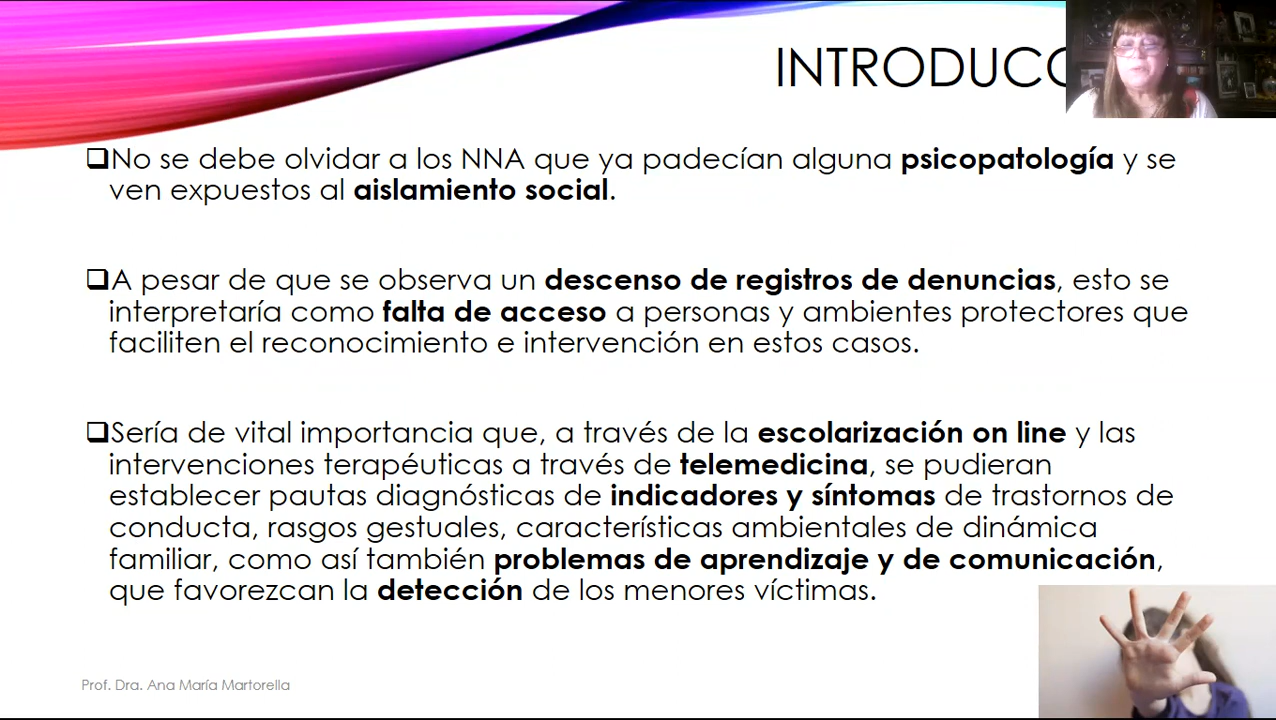 INTRODUC
❑No se debe olvidar a los NNA que ya padecían alguna psicopatología y se
ven expuestos al aislamiento social.
❑A pesar de que se observa un descenso de registros de denuncias, esto se
interpretaría como falta de acceso a personas y ambientes protectores que
faciliten el reconocimiento e intervención en estos casos.
❑Sería de vital importancia que, a través de la escolarización on line y las
intervenciones terapéuticas a través de telemedicina, se pudieran
establecer pautas diagnósticas de indicadores y síntomas de trastornos de
conducta, rasgos gestuales, características ambientales de dinámica
familiar, como así también problemas de aprendizaje y de comunicación,
que favorezcan la detección de los menores víctimas.
Prof. Dra. Ana María Martorella